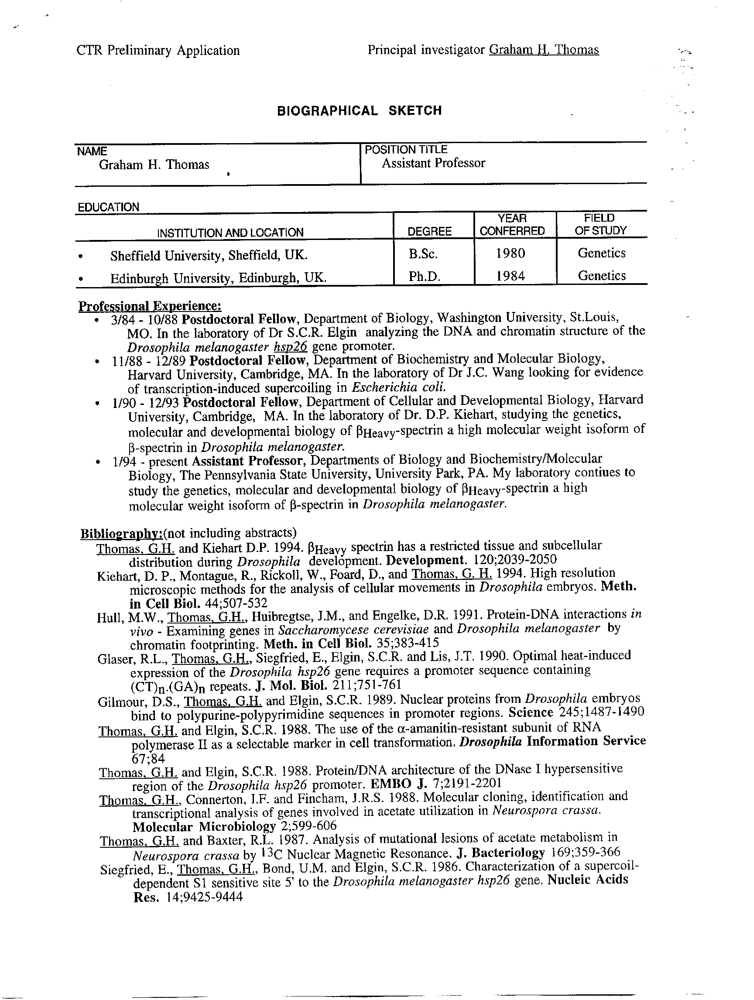 CTR Preliminary Application Principal investigator Graham H. Thomas
BIOGRAPHICAL SKETCH
NAME POSITION TITLE
Graham H. Thomas Assistant Professor
EDUCATION
INSTITUTION AND LOCATION DEGREE YEAR CONFERRED FIELD OF STUDY
• Sheffield University, Sheffield, UK. B.Sc. 1980 Genetics
• Edinburgh University, Edinburgh, UK. Ph.D. 1984 Genetics
Professional Experience:
• 3/84 - 10/88 Postdoctoral Fellow, Department of Biology, Washington University, St.Louis,
MO. In the laboratory of Dr S.C.R. Elgin analyzing the DNA and chromatin structure of the
Drosophila melanogaster hsp26 gene promoter.
• 11/88 - 12/89 Postdoctoral Fellow, Department of Biochemistry and Molecular Biology,
Harvard University, Cambridge, MA. In the laboratory of Dr J.C. Wang looking for evidence
of transcription-induced supercoiling in Escherichia coli.
• 1/90 - 12/93 Postdoctoral Fellow, Department of Cellular and Developmental Biology, Harvard
University, Cambridge, MA. In the laboratory of Dr. D.P. Kiehart, studying the genetics,
molecular and developmental biology of βHeavy-spectrin a high molecular weight isoform of
β-spectrin in Drosophila melanogaster.
• 1/94 - present Assistant Professor, Departments of Biology and Biochemistry/Molecular
Biology, The Pennsylvania State University, University Park, PA. My laboratory contiues to
study the genetics, molecular and developmental biology of βHeavy-spectrin a high
molecular weight isoform of β-spectrin in Drosophila melanogaster.
Bibliography:(not including abstracts)
Thomas, G.H. and Kiehart D.P. 1994. βHeavy spectrin has a restricted tissue and subcellular
distribution during Drosophila development. Development. 120;2039-2050
Kiehart, D. P., Montague, R., Rickoll, W., Foard, D., and Thomas, G. H. 1994. High resolution
microscopic methods for the analysis of cellular movements in Drosophila embryos. Meth.
in Cell Biol. 44;507-532
Hull, M.W., Thomas, G.H., Huibregtse, J.M., and Engelke, D.R. 1991. Protein-DNA interactions in
vivo - Examining genes in Saccharomycese cerevisiae and Drosophila melanogaster by
chromatin footprinting. Meth. in Cell Biol. 35;383-415
Glaser, R.L., Thomas, G.H., Siegfried, E., Elgin, S.C.R. and Lis, J.T. 1990. Optimal heat-induced
expression of the Drosophila hsp26 gene requires a promoter sequence containing
(CT)n.(GA)n repeats. J. Mol. Biol. 211;751-761
Gilmour, D.S., Thomas, G.H. and Elgin, S.C.R. 1989. Nuclear proteins from Drosophila embryos
bind to polypurine-polypyrimidine sequences in promoter regions. Science 245;1487-1490
Thomas, G.H. and Elgin, S.C.R. 1988. The use of the α-amanitin-resistant subunit of RNA
polymerase II as a selectable marker in cell transformation. Drosophila Information Service
67;84
Thomas, G.H. and Elgin, S.C.R. 1988. Protein/DNA architecture of the DNase I hypersensitive
region of the Drosophila hsp26 promoter. EMBO J. 7;2191-2201
Thomas, G.H., Connerton, I.F. and Fincham, J.R.S. 1988. Molecular cloning, identification and
transcriptional analysis of genes involved in acetate utilization in Neurospora crassa.
Molecular Microbiology 2;599-606
Thomas, G.H. and Baxter, R.L. 1987. Analysis of mutational lesions of acetate metabolism in
Neurospora crassa by 13C Nuclear Magnetic Resonance. J. Bacteriology 169;359-366
Siegfried, E., Thomas, G.H., Bond, U.M. and Elgin, S.C.R. 1986. Characterization of a supercoil-
dependent S1 sensitive site 5' to the Drosophila melanogaster hsp26 gene. Nucleic Acids
Res. 14;9425-9444